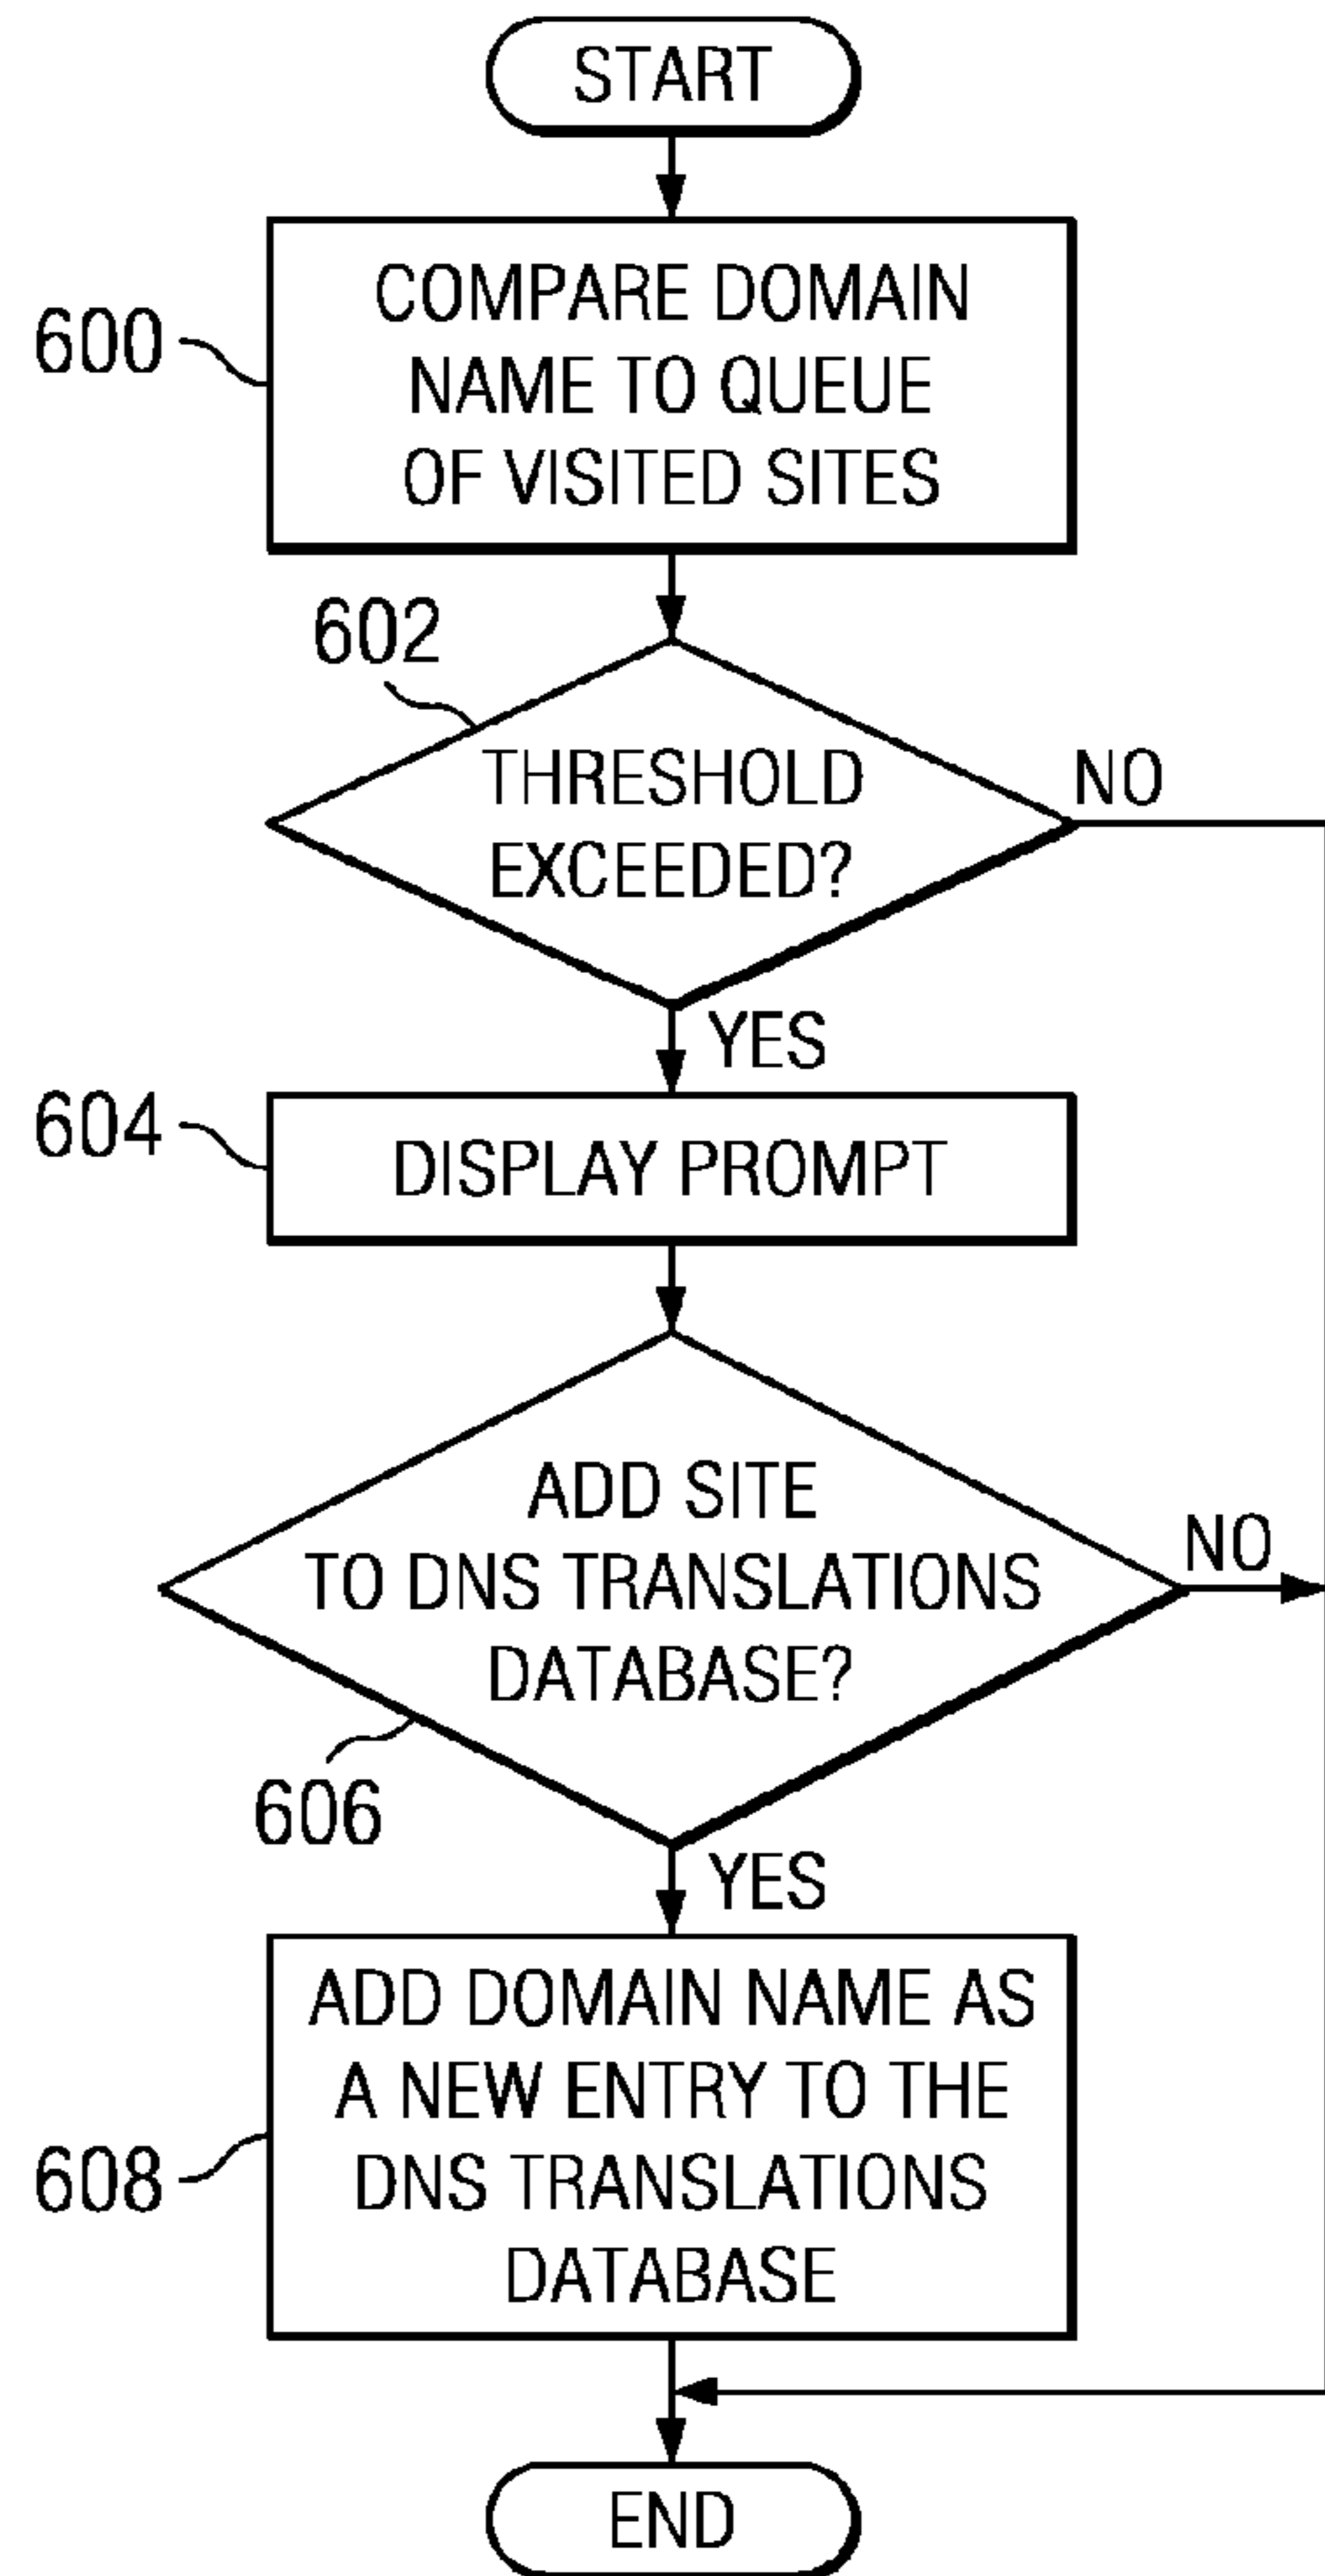 START
COMPARE DOMAIN
NAME TO QUEUE
OF VISITED SITES
600
602
THRESHOLD
EXCEEDED?
NO
YES
604
DISPLAY PROMPT
ADD SITE
TO DNS TRANSLATIONS
DATABASE?
NO
606
YES
ADD DOMAIN NAME AS
A NEW ENTRY TO THE
DNS TRANSLATIONS
DATABASE
608
END